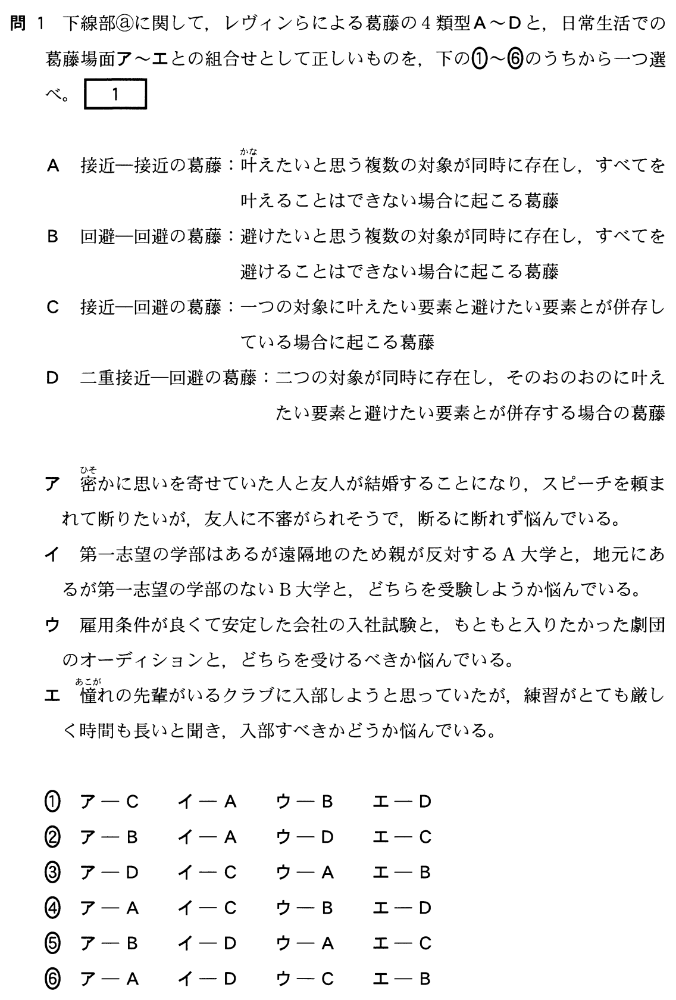 問1 下線部ⓐに関して，レヴィンらによる葛藤の4類型A～Dと，日常生活での
葛藤場面ア～エとの組合せとして正しいものを，下の①～⑥のうちから一つ選
べ。 1
A 接近―接近の葛藤：叶えたいと思う複数の対象が同時に存在し，すべてを
かな
叶えることはできない場合に起こる葛藤
B 回避―回避の葛藤：避けたいと思う複数の対象が同時に存在し，すべてを
避けることはできない場合に起こる葛藤
C 接近―回避の葛藤：一つの対象に叶えたい要素と避けたい要素とが併存し
ている場合に起こる葛藤
D 二重接近―回避の葛藤：二つの対象が同時に存在し，そのおのおのに叶え
たい要素と避けたい要素とが併存する場合の葛藤
ひそ
ア 密かに思いを寄せていた人と友人が結婚することになり，スピーチを頼ま
れて断りたいが，友人に不審がられそうで，断るに断れず悩んでいる。
イ 第一志望の学部はあるが遠隔地のため親が反対するA大学と，地元にあ
るが第一志望の学部のないB大学と，どちらを受験しようか悩んでいる。
ウ 雇用条件が良くて安定した会社の入社試験と，もともと入りたかった劇団
のオーディションと，どちらを受けるべきか悩んでいる。
あこが
エ 憧れの先輩がいるクラブに入部しようと思っていたが，練習がとても厳し
く時間も長いと聞き，入部すべきかどうか悩んでいる。
① ア―C イ―A ウ―B エ―D
② ア―B イ―A ウ―D エ―C
③ ア―D イ―C ウ―A エ―B
④ ア―A イ―C ウ―B エ―D
⑤ ア―B イ―D ウ―A エ―C
⑥ ア―A イ―D ウ―C エ―B